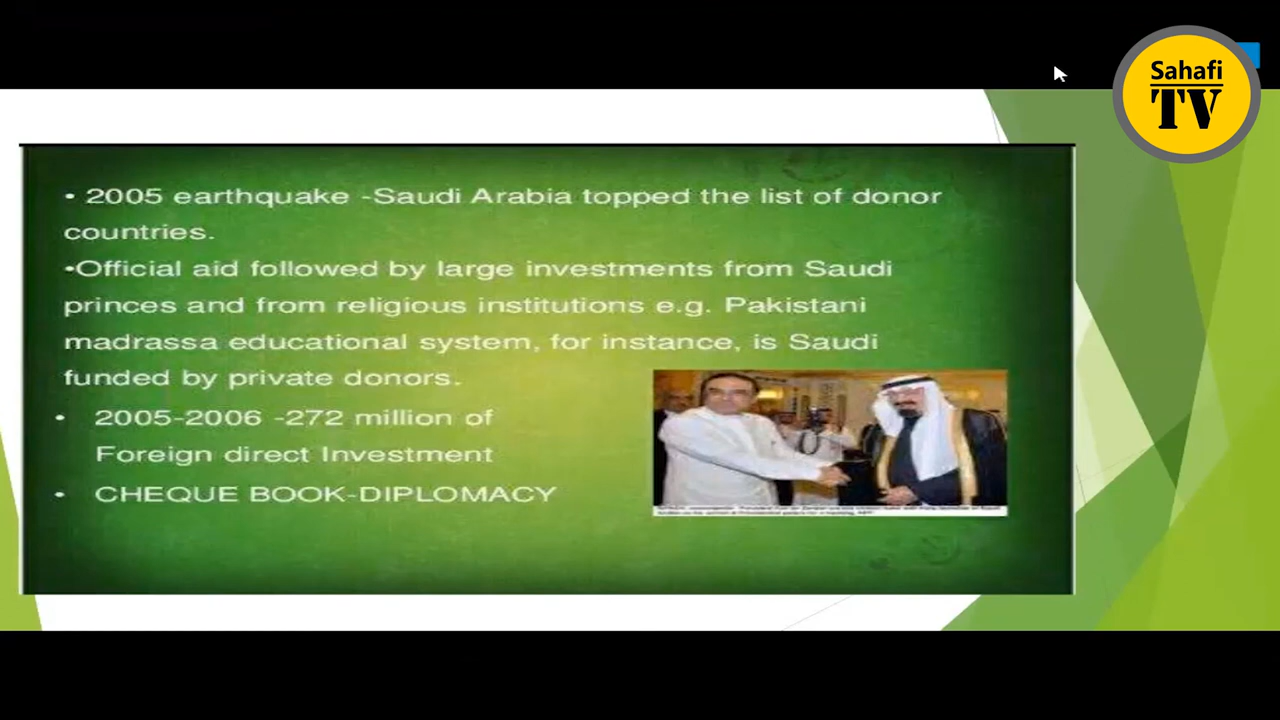 Sahafi
TV
• 2005 earthquake -Saudi Arabia topped the list of donor
countries.
•Official aid followed by large investments from Saudi
princes and from religious institutions e.g. Pakistani
madrassa educational system, for instance, is Saudi
funded by private donors.
• 2005-2006 -272 million of
Foreign direct Investment
• CHEQUE BOOK-DIPLOMACY